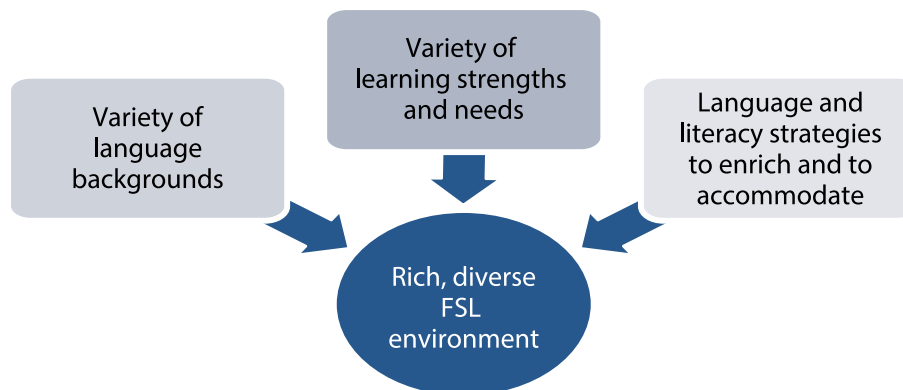 Variety of
language
backgrounds
Variety of
learning strengths
and needs
Language and
literacy strategies
to enrich and to
accommodate
Rich, diverse
FSL
environment